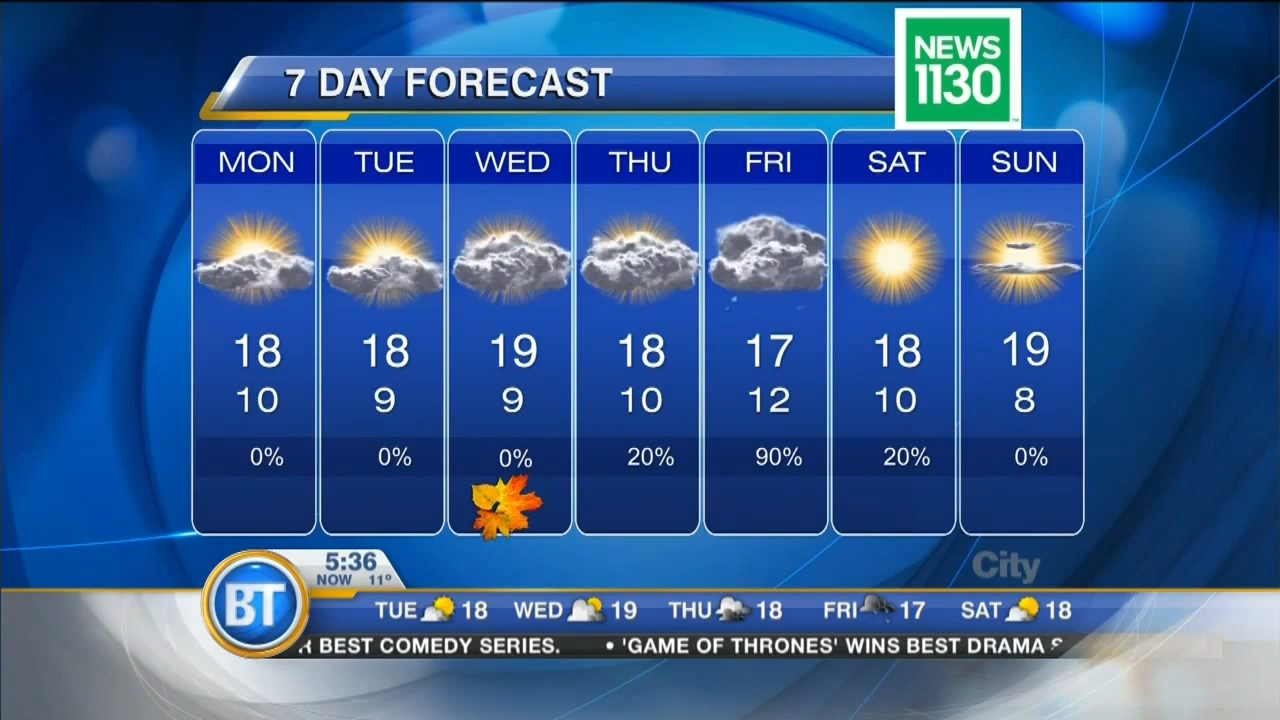 NEWS
1130
7 DAY FORECAST
MON TUE WED THU FRI SAT SUN
18 18 19 18 17 18 19
10 9 9 10 12 10 8
0% 0% 0% 20% 90% 20% 0%
City
5:36
NOW 11°
BT
TUE 18 WED 19 THU 18 FRI 17 SAT 18
BEST COMEDY SERIES. • 'GAME OF THRONES' WINS BEST DRAMA